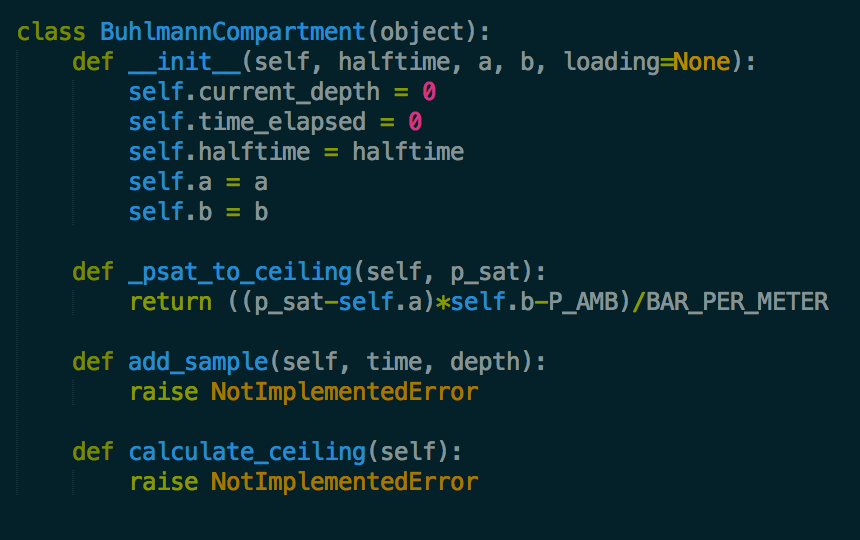 class BuhlmannCompartment(object):
    def __init__(self, halftime, a, b, loading=None):
        self.current_depth = 0
        self.time_elapsed = 0
        self.halftime = halftime
        self.a = a
        self.b = b

    def _psat_to_ceiling(self, p_sat):
        return ((p_sat-self.a)*self.b-P_AMB)/BAR_PER_METER

    def add_sample(self, time, depth):
        raise NotImplementedError

    def calculate_ceiling(self):
        raise NotImplementedError